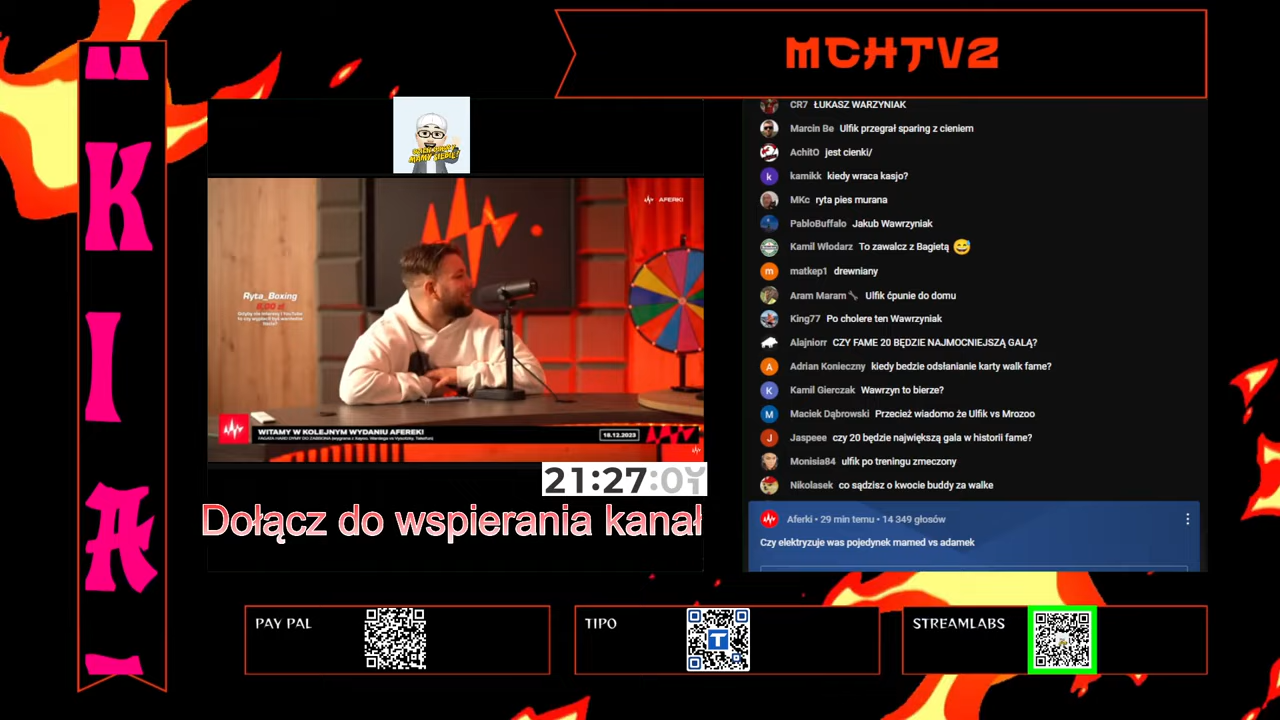 MCHTV2
KIA
MAMY CIEBIE!
AFERKI
Ryta_Boxing
WITAMY W KOLEJNYM WYDANIU AFEREK!
18.12.2023
21:27
Dołącz do wspierania kanał
CR7 ŁUKASZ WARZYNIAK
Marcin Be Ulfik przegrał sparing z cieniem
AchitO jest cienki/
kamikk kiedy wraca kasjo?
MKc ryta pies murana
PabloBuffalo Jakub Wawrzyniak
Kamil Włodarz To zawalcz z Bagietą 😅
matkep1 drewniany
Aram Maram🔧 Ulfik ćpunie do domu
King77 Po cholere ten Wawrzyniak
Alajniorr CZY FAME 20 BĘDZIE NAJMOCNIEJSZĄ GALĄ?
Adrian Konieczny kiedy bedzie odsłanianie karty walk fame?
Kamil Gierczak Wawrzyn to bierze?
Maciek Dąbrowski Przecież wiadomo że Ulfik vs Mrozoo
Jaspeee czy 20 będzie największą gala w historii fame?
Monisia84 ulfik po treningu zmeczony
Nikolasek co sądzisz o kwocie buddy za walke
Aferki • 29 min temu • 14 349 głosów
Czy elektryzuje was pojedynek mamed vs adamek
PAY PAL
TIPO
T
STREAMLABS